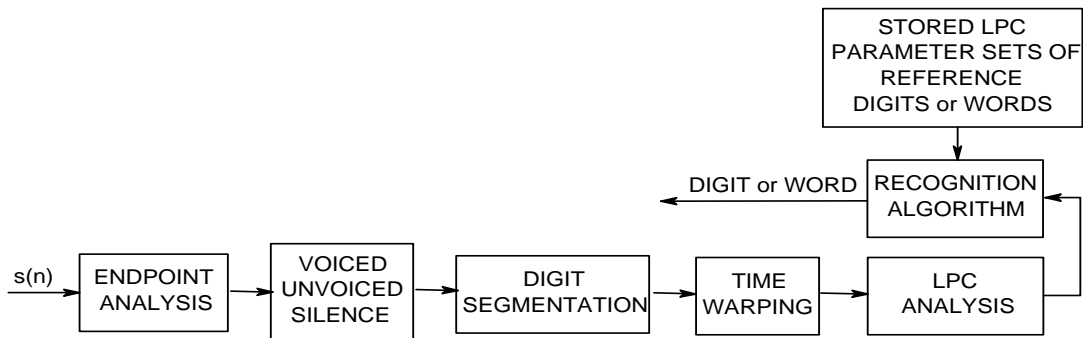 STORED LPC
PARAMETER SETS OF
REFERENCE
DIGITS or WORDS
DIGIT or WORD
RECOGNITION
ALGORITHM
s(n)
ENDPOINT
ANALYSIS
VOICED
UNVOICED
SILENCE
DIGIT
SEGMENTATION
TIME
WARPING
LPC
ANALYSIS